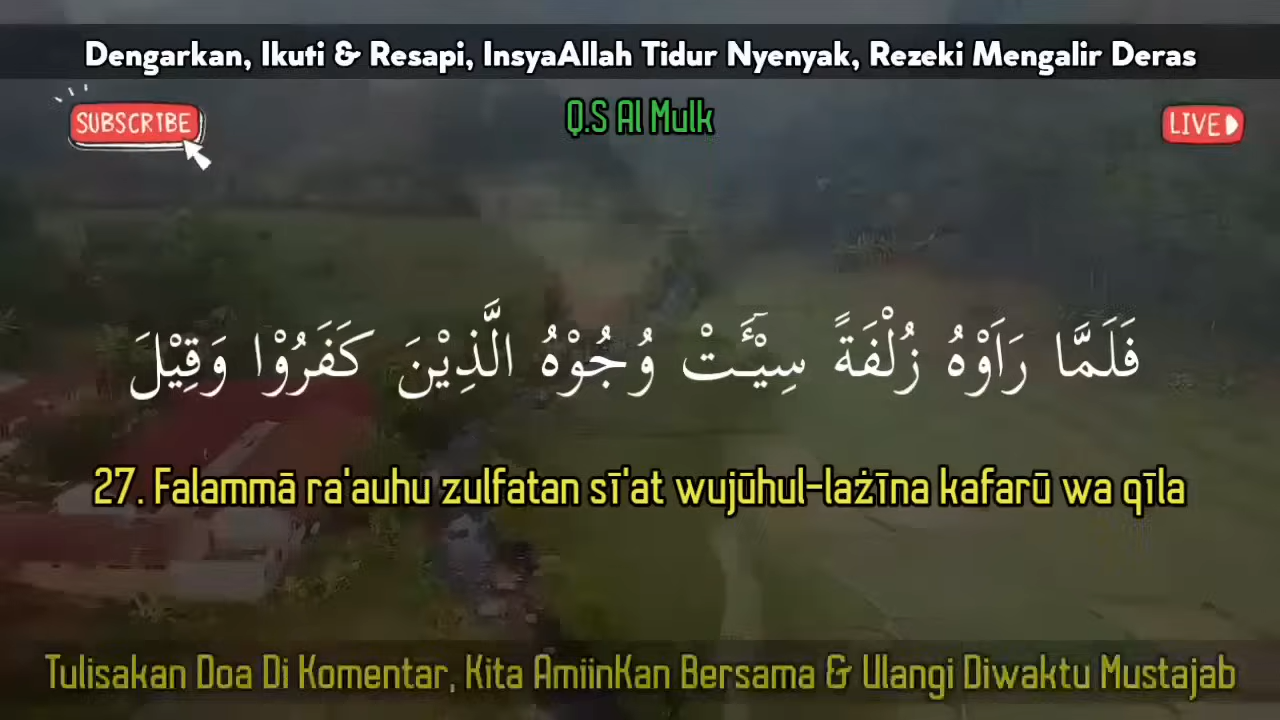 Dengarkan, Ikuti & Resapi, InsyaAllah Tidur Nyenyak, Rezeki Mengalir Deras
SUBSCRIBE
Q.S Al Mulk
LIVE
فَلَمَّا رَاَوْهُ زُلْفَةً سِيْۤـَٔتْ وُجُوْهُ الَّذِيْنَ كَفَرُوْا وَقِيْلَ
27. Falammā ra'auhu zulfatan sī'at wujūhul-lażīna kafarū wa qīla
Tulisakan Doa Di Komentar, Kita AmiinKan Bersama & Ulangi Diwaktu Mustajab